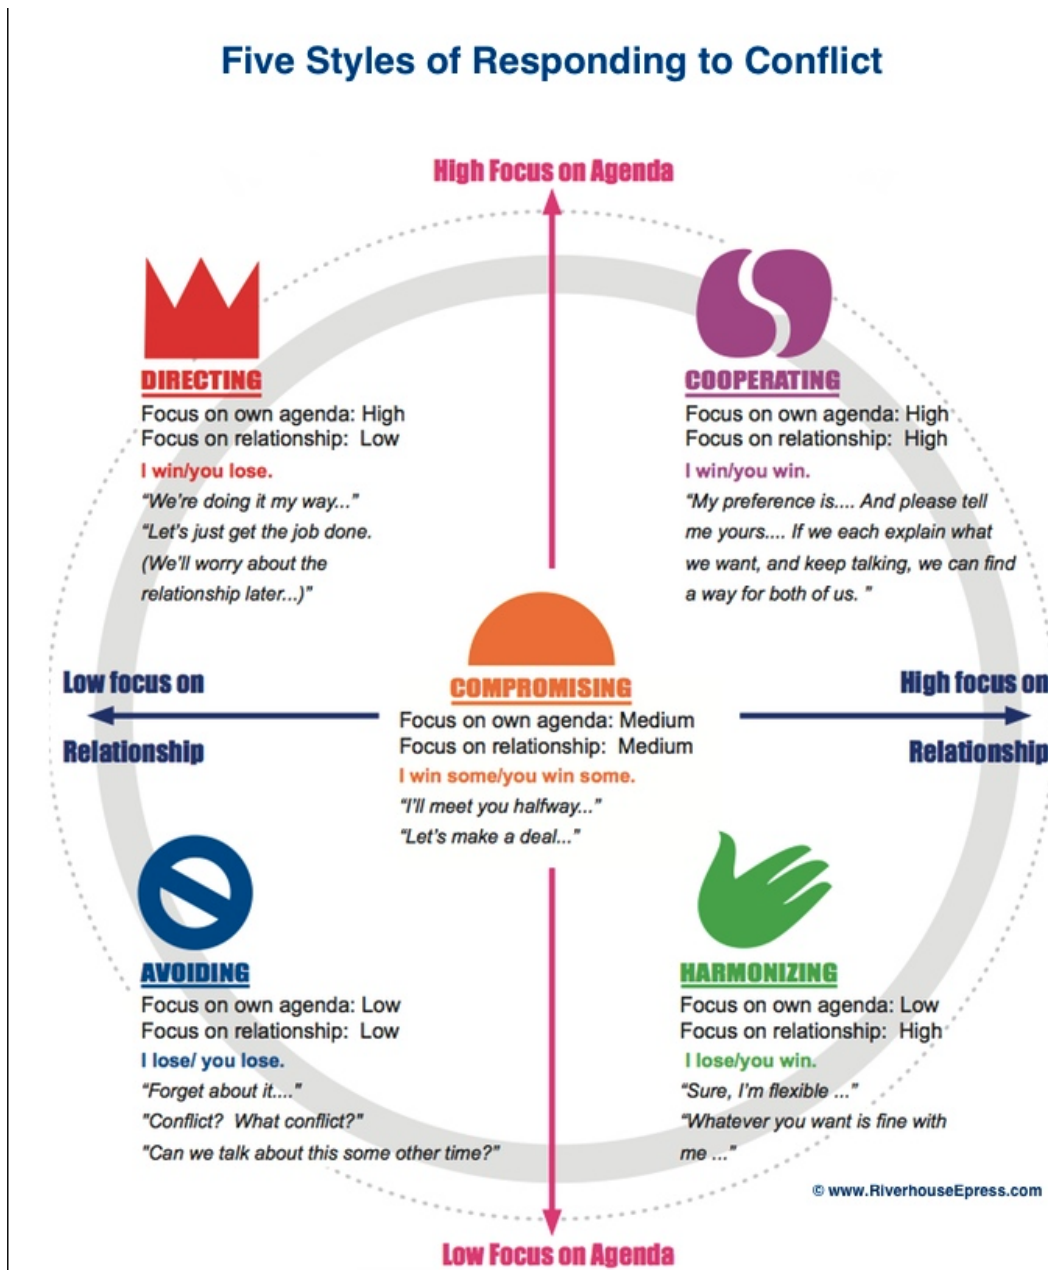 Five Styles of Responding to Conflict
High Focus on Agenda
DIRECTING
Focus on own agenda: High
Focus on relationship:  Low
I win/you lose.
“We’re doing it my way...”
“Let’s just get the job done.
(We’ll worry about the
relationship later...)”
COOPERATING
Focus on own agenda: High
Focus on relationship:  High
I win/you win.
“My preference is.... And please tell
me yours.... If we each explain what
we want, and keep talking, we can find
a way for both of us. ”
Low focus on
Relationship
COMPROMISING
Focus on own agenda: Medium
Focus on relationship:  Medium
I win some/you win some.
“I’ll meet you halfway...”
“Let’s make a deal...”
High focus on
Relationship
AVOIDING
Focus on own agenda: Low
Focus on relationship:  Low
I lose/ you lose.
“Forget about it....”
"Conflict?  What conflict?"
"Can we talk about this some other time?"
HARMONIZING
Focus on own agenda: Low
Focus on relationship:  High
I lose/you win.
“Sure, I’m flexible ...”
“Whatever you want is fine with
me ...”
© www.RiverhouseEpress.com
Low Focus on Agenda